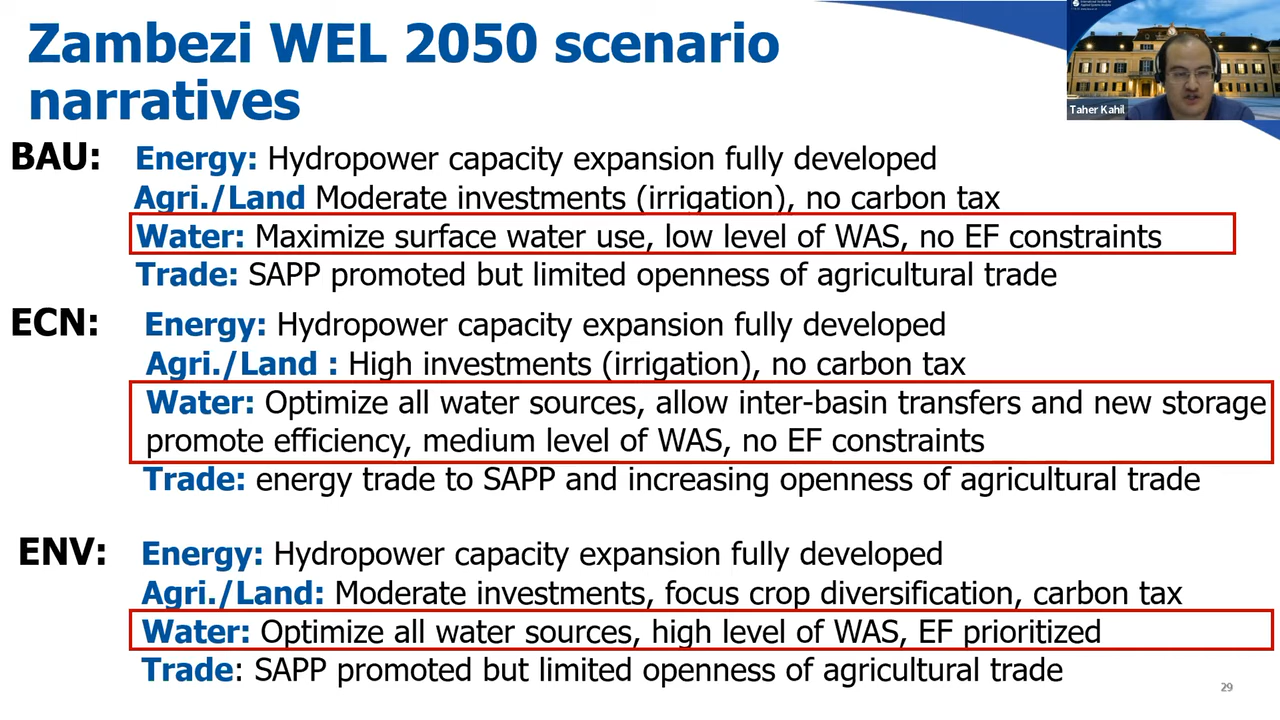 Zambezi WEL 2050 scenario
narratives
Taher Kahil
BAU: Energy: Hydropower capacity expansion fully developed
Agri./Land Moderate investments (irrigation), no carbon tax
Water: Maximize surface water use, low level of WAS, no EF constraints
Trade: SAPP promoted but limited openness of agricultural trade
ECN: Energy: Hydropower capacity expansion fully developed
Agri./Land : High investments (irrigation), no carbon tax
Water: Optimize all water sources, allow inter-basin transfers and new storage
promote efficiency, medium level of WAS, no EF constraints
Trade: energy trade to SAPP and increasing openness of agricultural trade
ENV: Energy: Hydropower capacity expansion fully developed
Agri./Land: Moderate investments, focus crop diversification, carbon tax
Water: Optimize all water sources, high level of WAS, EF prioritized
Trade: SAPP promoted but limited openness of agricultural trade
29